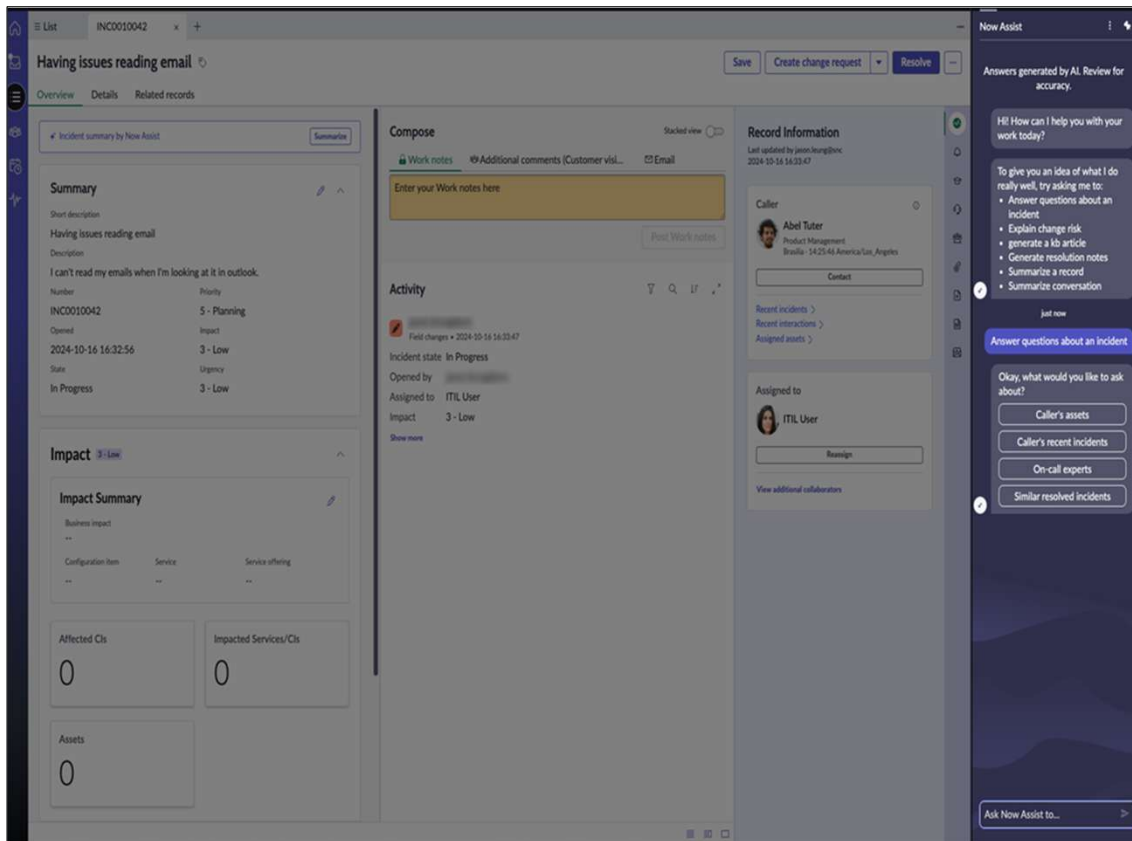 List
INC0010042
Having issues reading email
Save
Create change request
Resolve
Overview
Details
Related records
Incident summary by Now Assist
Summarize
Summary
Short description
Having issues reading email
Description
I can't read my emails when I'm looking at it in outlook.
Number
Priority
INC0010042
5 - Planning
Opened
Impact
2024-10-16 16:32:56
3 - Low
State
Urgency
In Progress
3 - Low
Impact
3 - Low
Impact Summary
Business impact
--
Configuration item
Service
Service offering
--
--
--
Affected CIs
0
Impacted Services/CIs
0
Assets
0
Compose
Stacked view
Work notes
Additional comments (Customer visi...
Email
Enter your Work notes here
Post Work notes
Activity
Field changes • 2024-10-16 16:33:47
Incident state In Progress
Opened by
Assigned to ITIL User
Impact 3 - Low
Show more
Record Information
Last updated by jason.leung@snc
2024-10-16 16:33:47
Caller
Abel Tuter
Product Management
Brasilia - 14:25:46 America/Los_Angeles
Contact
Recent incidents
Recent interactions
Assigned assets
Assigned to
ITIL User
Reassign
View additional collaborators
Now Assist
Answers generated by AI. Review for
accuracy.
Hi! How can I help you with your
work today?
To give you an idea of what I do
really well, try asking me to:
• Answer questions about an
incident
• Explain change risk
• generate a kb article
• Generate resolution notes
• Summarize a record
• Summarize conversation
just now
Answer questions about an incident
Okay, what would you like to ask
about?
Caller's assets
Caller's recent incidents
On-call experts
Similar resolved incidents
Ask Now Assist to...